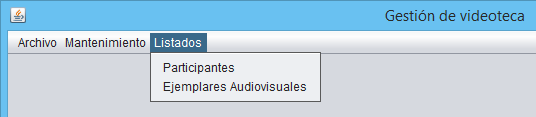 Gestión de videoteca
Archivo Mantenimiento Listados
Participantes
Ejemplares Audiovisuales